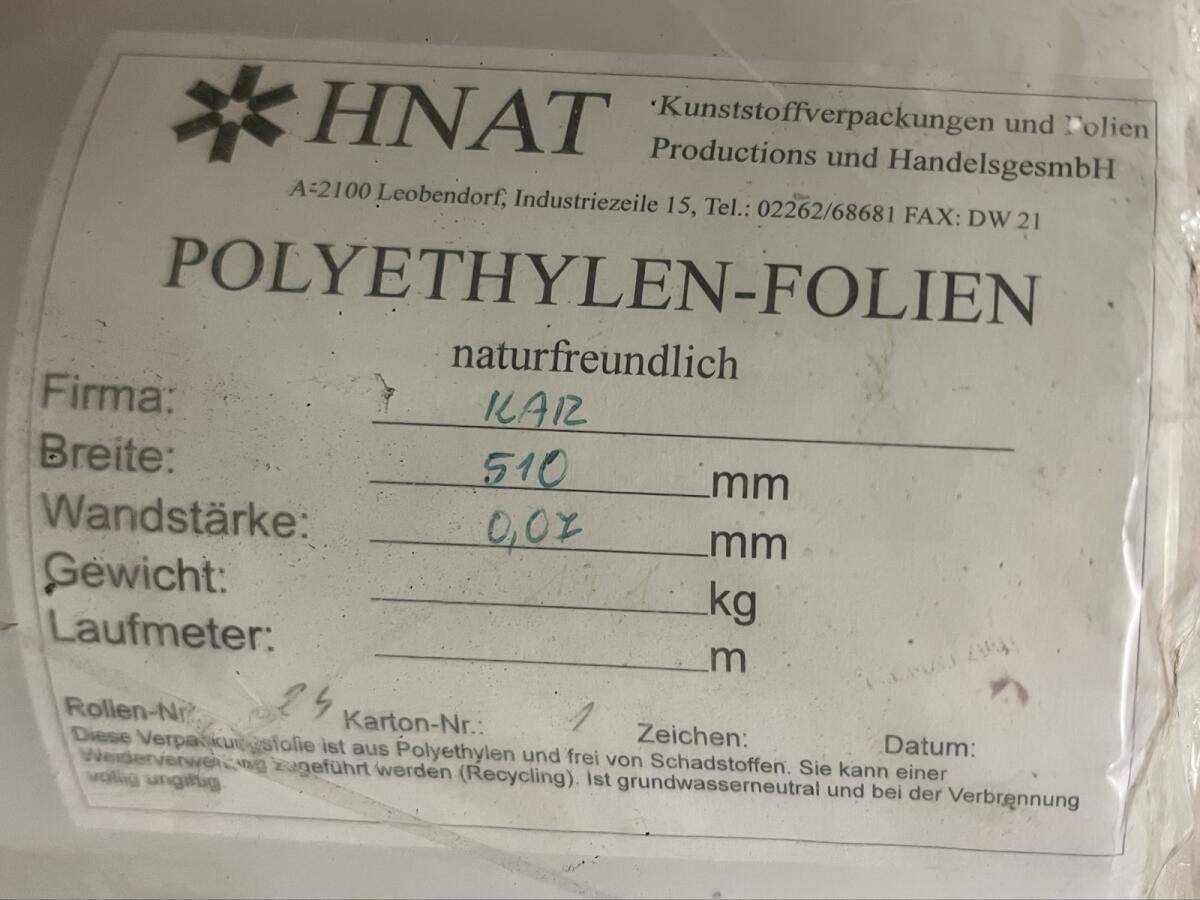 HNAT
Kunststoffverpackungen und Folien
Productions und HandelsgesmbH
A-2100 Leobendorf, Industriezeile 15, Tel.: 02262/68681 FAX: DW 21
POLYETHYLEN-FOLIEN
naturfreundlich
Firma: KAR
Breite: 510 mm
Wandstärke: 0,07 mm
Gewicht: kg
Laufmeter: m
Rollen-Nr. Karton-Nr.: 1 Zeichen: Datum:
Diese Verpackungsfolie ist aus Polyethylen und frei von Schadstoffen. Sie kann einer
Weiderverwertung zugeführt werden (Recycling). Ist grundwasserneutral und bei der Verbrennung
völlig ungiftig.